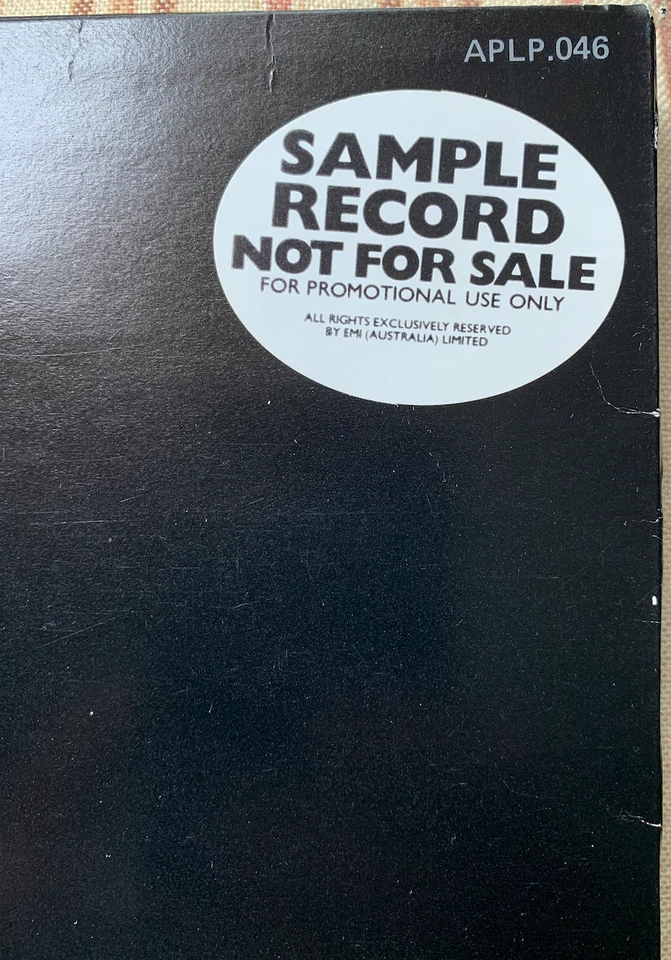 APLP.046
SAMPLE
RECORD
NOT FOR SALE
FOR PROMOTIONAL USE ONLY
ALL RIGHTS EXCLUSIVELY RESERVED
BY EMI (AUSTRALIA) LIMITED